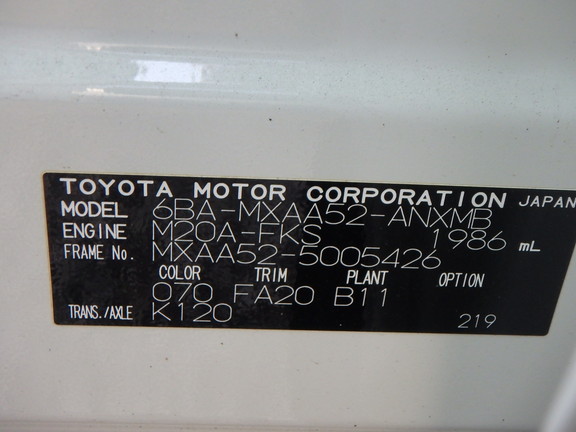 TOYOTA MOTOR CORPORATION JAPAN
MODEL 6BA-MXAA52-ANXMB
ENGINE M20A-FKS 1986 mL
FRAME No. MXAA52-5005426
COLOR TRIM PLANT OPTION
070 FA20 B11
TRANS./AXLE K120 219